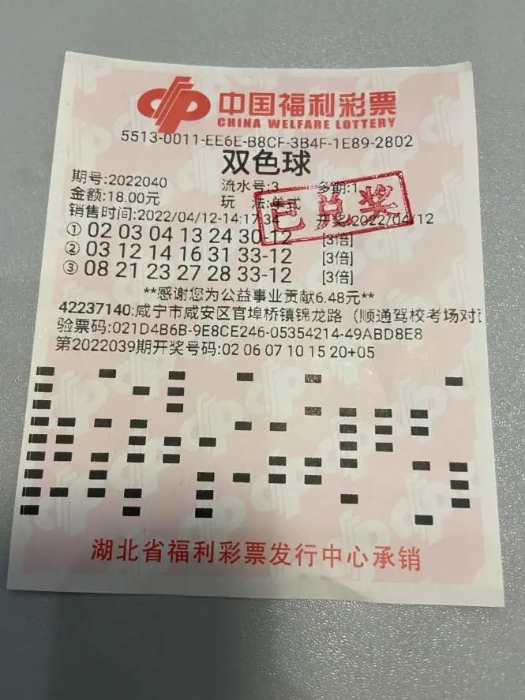 中国福利彩票
CHINA WELFARE LOTTERY
5513-0011-EE6E-B8CF-3B4F-1E89-2802
双色球
期号:2022040 流水号:3 多期:1
金额:18.00元 玩 法:单式
销售时间:2022/04/12-14:17:34 开奖:2022/04/12
已兑奖
① 02 03 04 13 24 30-12 [3倍]
② 03 12 14 16 31 33-12 [3倍]
③ 08 21 23 27 28 33-12 [3倍]
**感谢您为公益事业贡献6.48元**
42237140:咸宁市咸安区官埠桥镇锦龙路（顺通驾校考场对面
验票码:021D4B6B-9E8CE246-05354214-49ABD8E8
第2022039期开奖号码:02 06 07 10 15 20+05
湖北省福利彩票发行中心承销